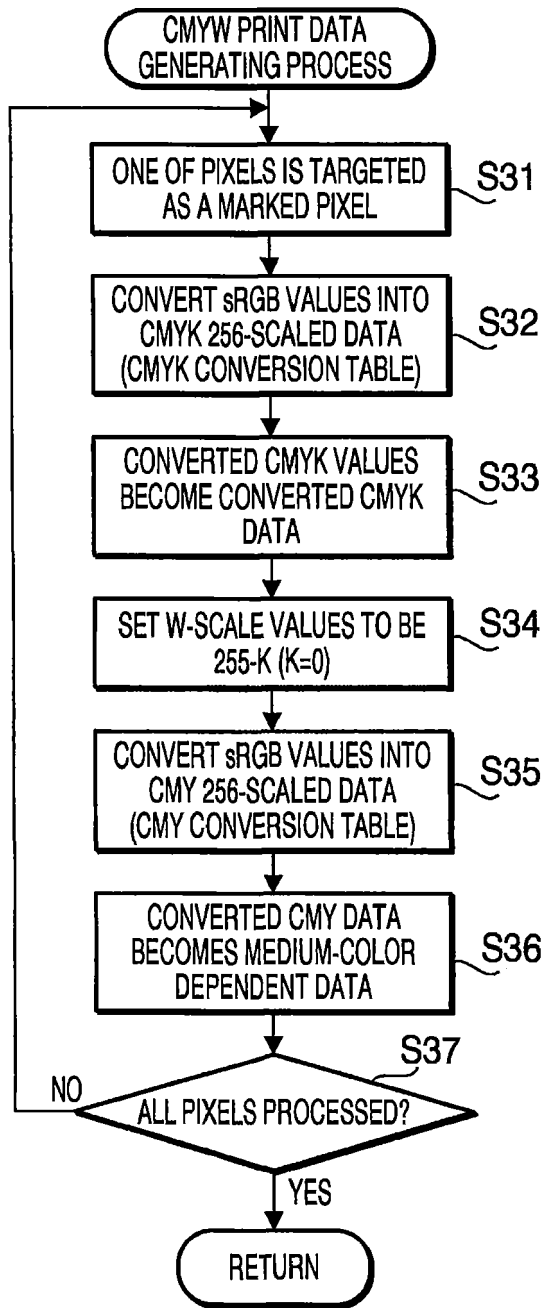 CMYW PRINT DATA
GENERATING PROCESS
ONE OF PIXELS IS TARGETED
AS A MARKED PIXEL
S31
CONVERT sRGB VALUES INTO
CMYK 256-SCALED DATA
(CMYK CONVERSION TABLE)
S32
CONVERTED CMYK VALUES
BECOME CONVERTED CMYK
DATA
S33
SET W-SCALE VALUES TO BE
255-K (K=0)
S34
CONVERT sRGB VALUES INTO
CMY 256-SCALED DATA
(CMY CONVERSION TABLE)
S35
CONVERTED CMY DATA
BECOMES MEDIUM-COLOR
DEPENDENT DATA
S36
S37
NO
ALL PIXELS PROCESSED?
YES
RETURN